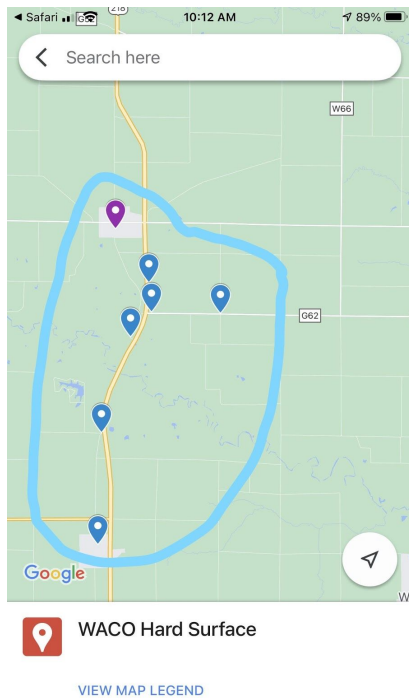 ◀ Safari 10:12 AM 89%
218
Search here
W66
G62
Google
W
WACO Hard Surface
VIEW MAP LEGEND